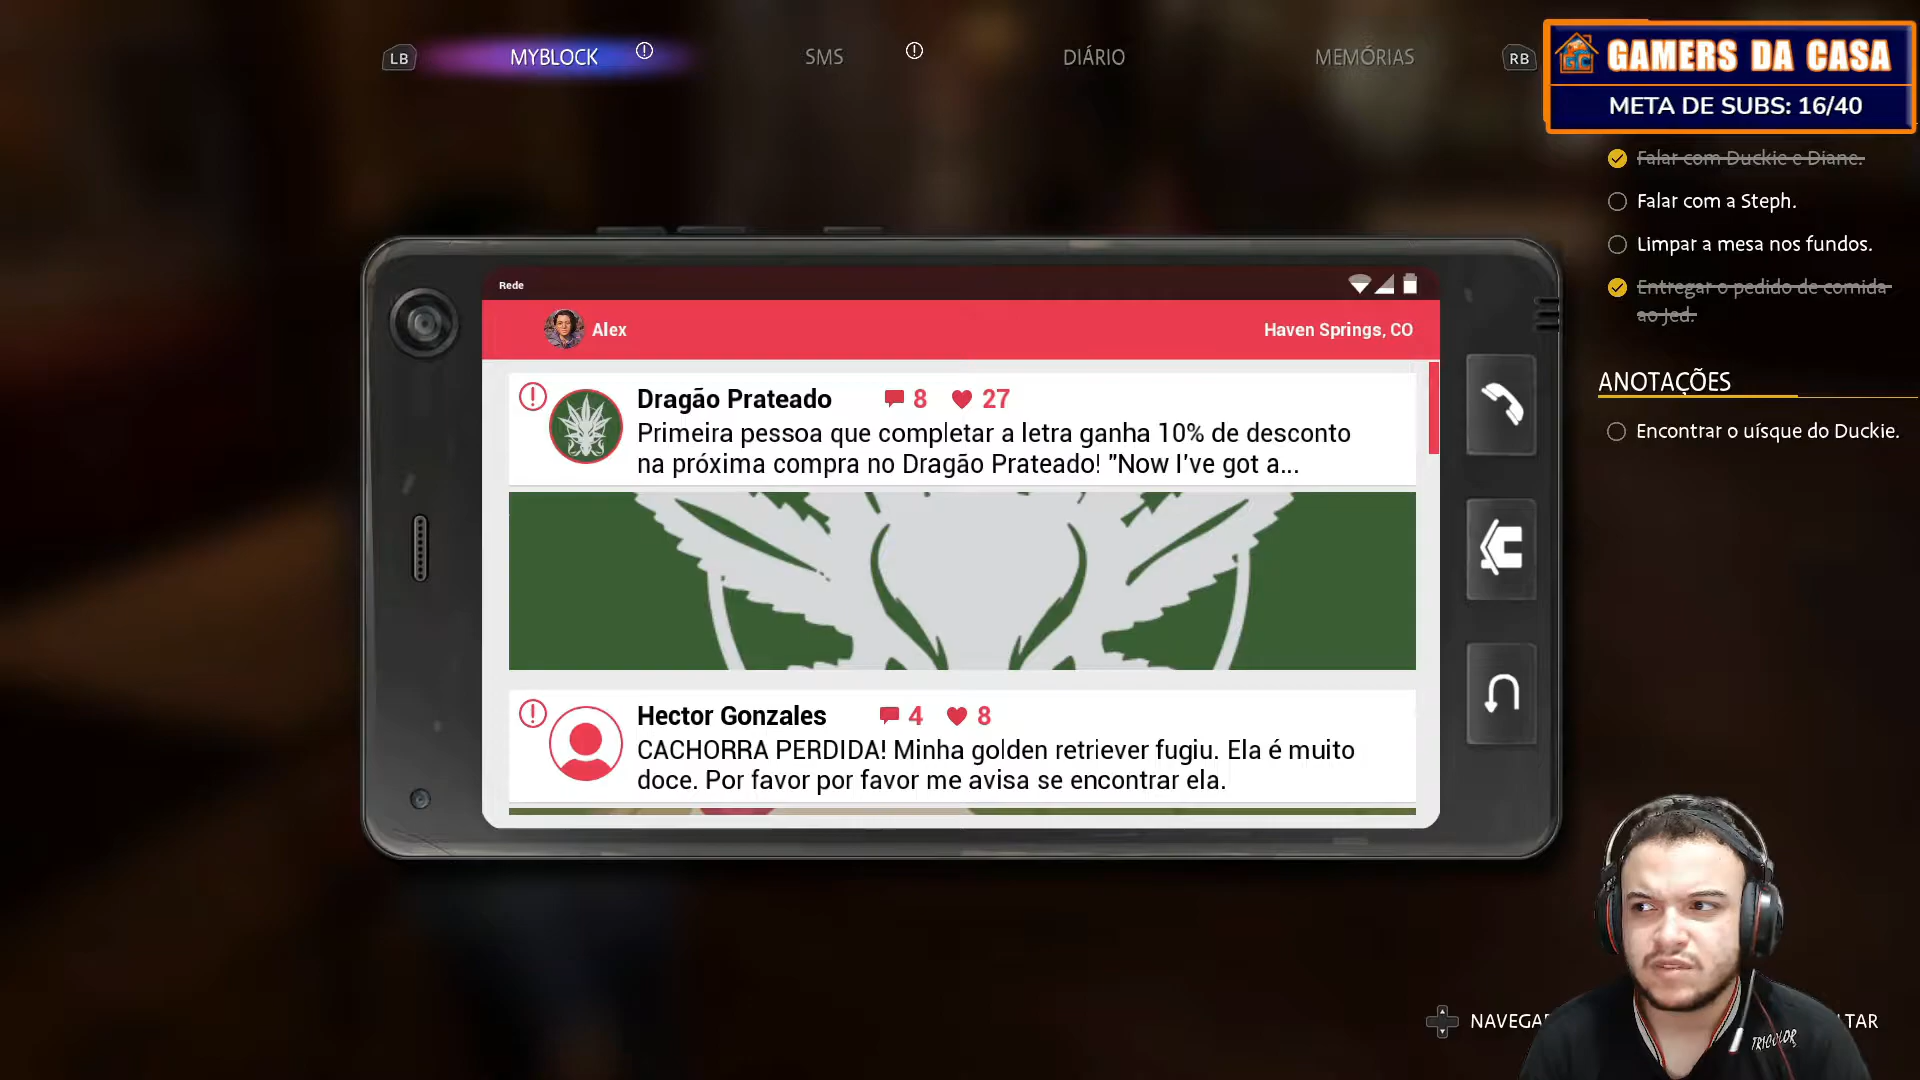 LB
MYBLOCK
SMS
DIÁRIO
MEMÓRIAS
RB
GAMERS DA CASA
META DE SUBS: 16/40
Falar com Duckie e Diane.
Falar com a Steph.
Limpar a mesa nos fundos.
Entregar o pedido de comida
ao Jed.
ANOTAÇÕES
Encontrar o uísque do Duckie.
Rede
Alex
Haven Springs, CO
Dragão Prateado 8 27
Primeira pessoa que completar a letra ganha 10% de desconto
na próxima compra no Dragão Prateado! "Now I've got a...
Hector Gonzales 4 8
CACHORRA PERDIDA! Minha golden retriever fugiu. Ela é muito
doce. Por favor por favor me avisa se encontrar ela.
NAVEGA
TAR
TRICOLOR